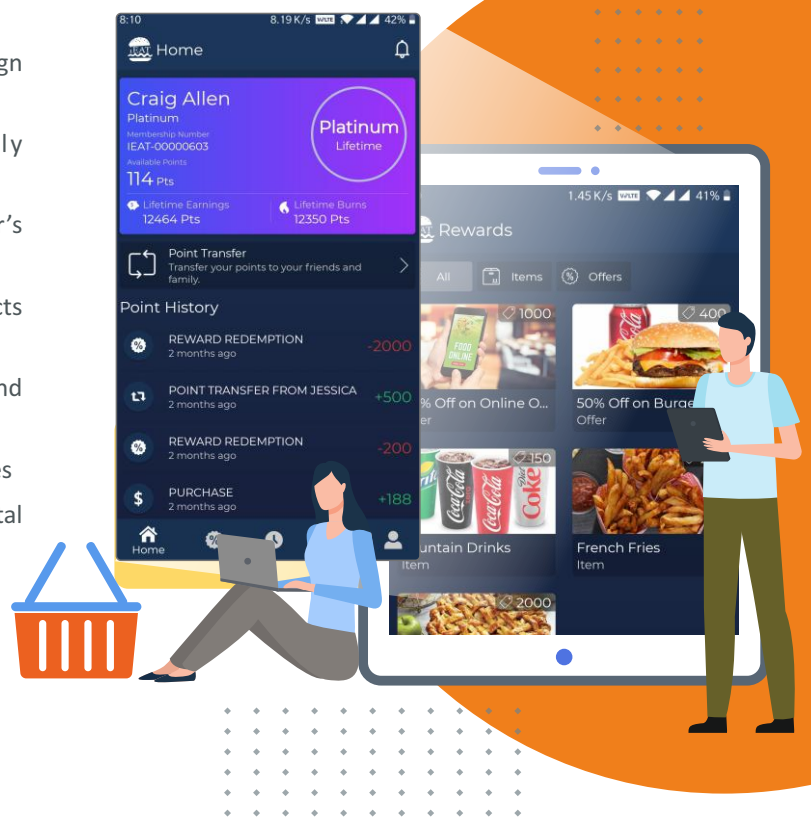 gn
ly
r’s
cts
nd
es
tal
8:10
8.19 K/s VoLTE 42%
iEAT Home
Craig Allen
Platinum
Membership Number
IEAT-00000603
Available Points
114 Pts
Platinum
Lifetime
Lifetime Earnings
12464 Pts
Lifetime Burns
12350 Pts
Point Transfer
Transfer your points to your friends and
family.
Point History
REWARD REDEMPTION
2 months ago
-2000
POINT TRANSFER FROM JESSICA
2 months ago
+500
REWARD REDEMPTION
2 months ago
-200
PURCHASE
2 months ago
+188
Home
1.45 K/s VoLTE 41%
Rewards
All
Items
Offers
1000
FOOD
ONLINE
% Off on Online O...
er
400
50% Off on Burge
Offer
150
Coca-Cola
Coca-Cola
Diet
Coke
untain Drinks
Item
French Fries
Item
2000